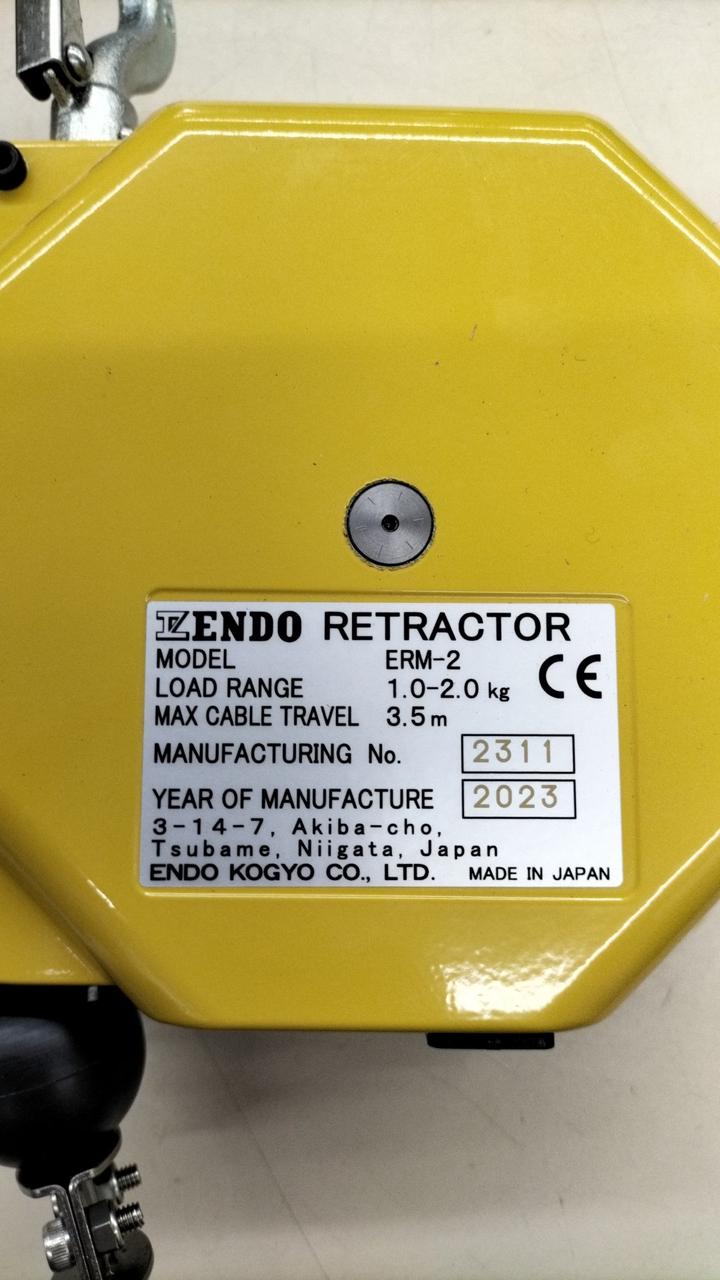 ENDO RETRACTOR
MODEL ERM-2
LOAD RANGE 1.0-2.0 kg
CE
MAX CABLE TRAVEL 3.5m
MANUFACTURING No. 2311
YEAR OF MANUFACTURE 2023
3-14-7, Akiba-cho,
Tsubame, Niigata, Japan
ENDO KOGYO CO., LTD. MADE IN JAPAN